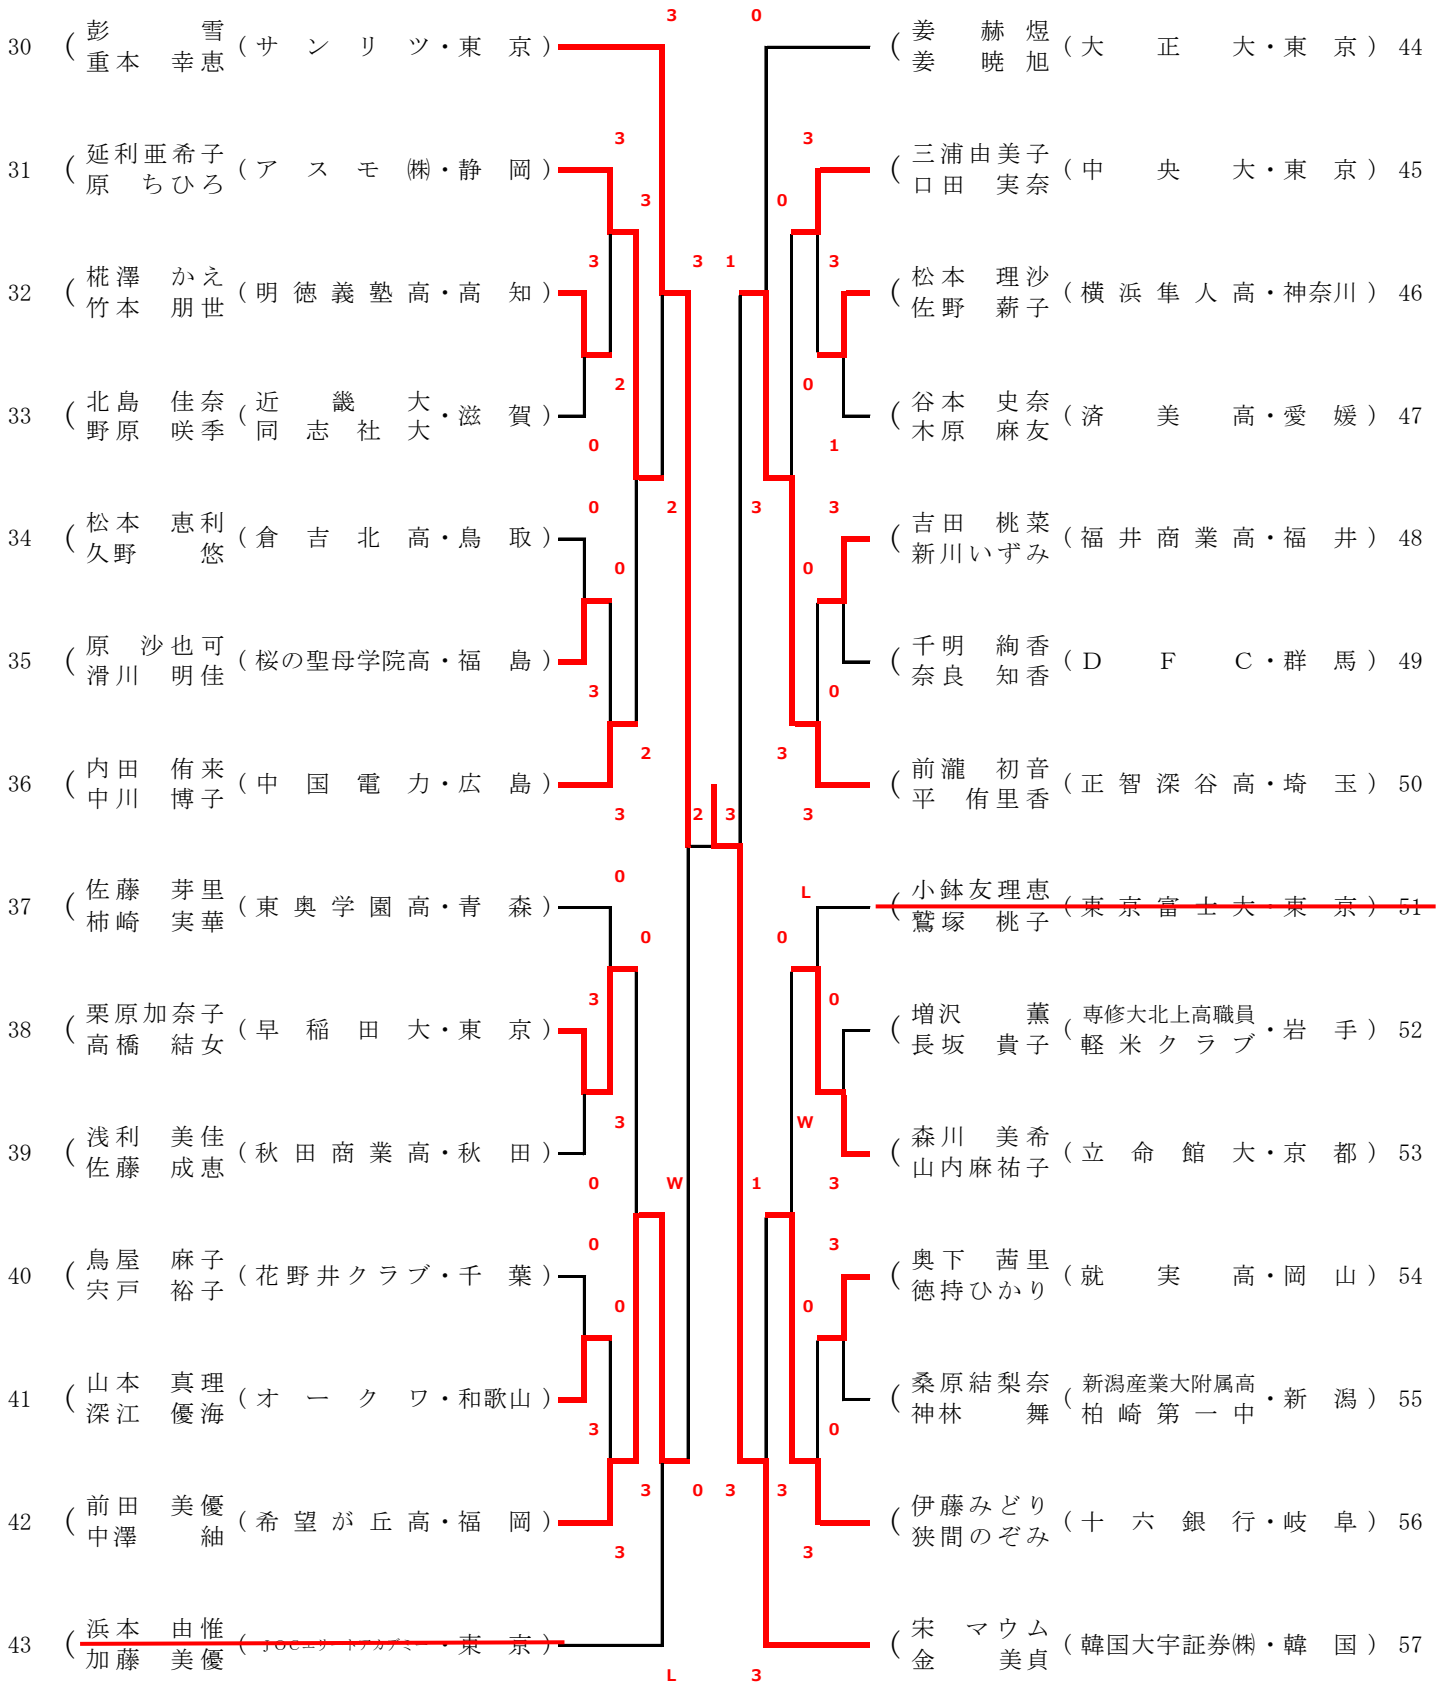 3 0
30 ( 彭 雪 ( サンリツ・東京 )
重本 幸恵
( 姜 赫煜 ( 大正大・東京 ) 44
姜 暁旭
3 3
31 ( 延利亜希子 ( アスモ㈱・静岡 )
原 ちひろ
( 三浦由美子 ( 中央大・東京 ) 45
口田 実奈
3 0
3 3 1 3
32 ( 椛澤 かえ ( 明徳義塾高・高知 )
竹本 朋世
( 松本 理沙 ( 横浜隼人高・神奈川 ) 46
佐野 薪子
2 0
33 ( 北島 佳奈 ( 近畿大・滋賀 )
野原 咲季 同志社大
( 谷本 史奈 ( 済美高・愛媛 ) 47
木原 麻友
0 1
0 2 3 3
34 ( 松本 恵利 ( 倉吉北高・鳥取 )
久野 悠
( 吉田 桃菜 ( 福井商業高・福井 ) 48
新川いずみ
0 0
35 ( 原 沙也可 ( 桜の聖母学院高・福島 )
滑川 明佳
( 千明 絢香 ( DFC・群馬 ) 49
奈良 知香
3 0
2 3
36 ( 内田 侑来 ( 中国電力・広島 )
中川 博子
( 前瀧 初音 ( 正智深谷高・埼玉 ) 50
平 侑里香
3 2 3 3
0 L
37 ( 佐藤 芽里 ( 東奥学園高・青森 )
柿崎 実華
( 小鉢友理恵 ( 東京富士大・東京 ) 51
鷲塚 桃子
0 0
3 0
38 ( 栗原加奈子 ( 早稲田大・東京 )
高橋 結女
( 増沢 薫 ( 専修大北上高職員・岩手 ) 52
長坂 貴子 軽米クラブ
3 W
39 ( 浅利 美佳 ( 秋田商業高・秋田 )
佐藤 成恵
( 森川 美希 ( 立命館大・京都 ) 53
山内麻祐子
0 W 1 3
0 3
40 ( 鳥屋 麻子 ( 花野井クラブ・千葉 )
宍戸 裕子
( 奥下 茜里 ( 就実高・岡山 ) 54
徳持ひかり
0 0
41 ( 山本 真理 ( オークワ・和歌山 )
深江 優海
( 桑原結梨奈 ( 新潟産業大附属高・新潟 ) 55
神林 舞 柏崎第一中
3 0
3 0 3 3
42 ( 前田 美優 ( 希望が丘高・福岡 )
中澤 紬
( 伊藤みどり ( 十六銀行・岐阜 ) 56
狭間のぞみ
3 3
43 ( 浜本 由惟 ( JOCエリートアカデミー・東京
加藤 美優
( 宋 マウム ( 韓国大宇証券㈱・韓国 ) 57
金 美貞
L 3